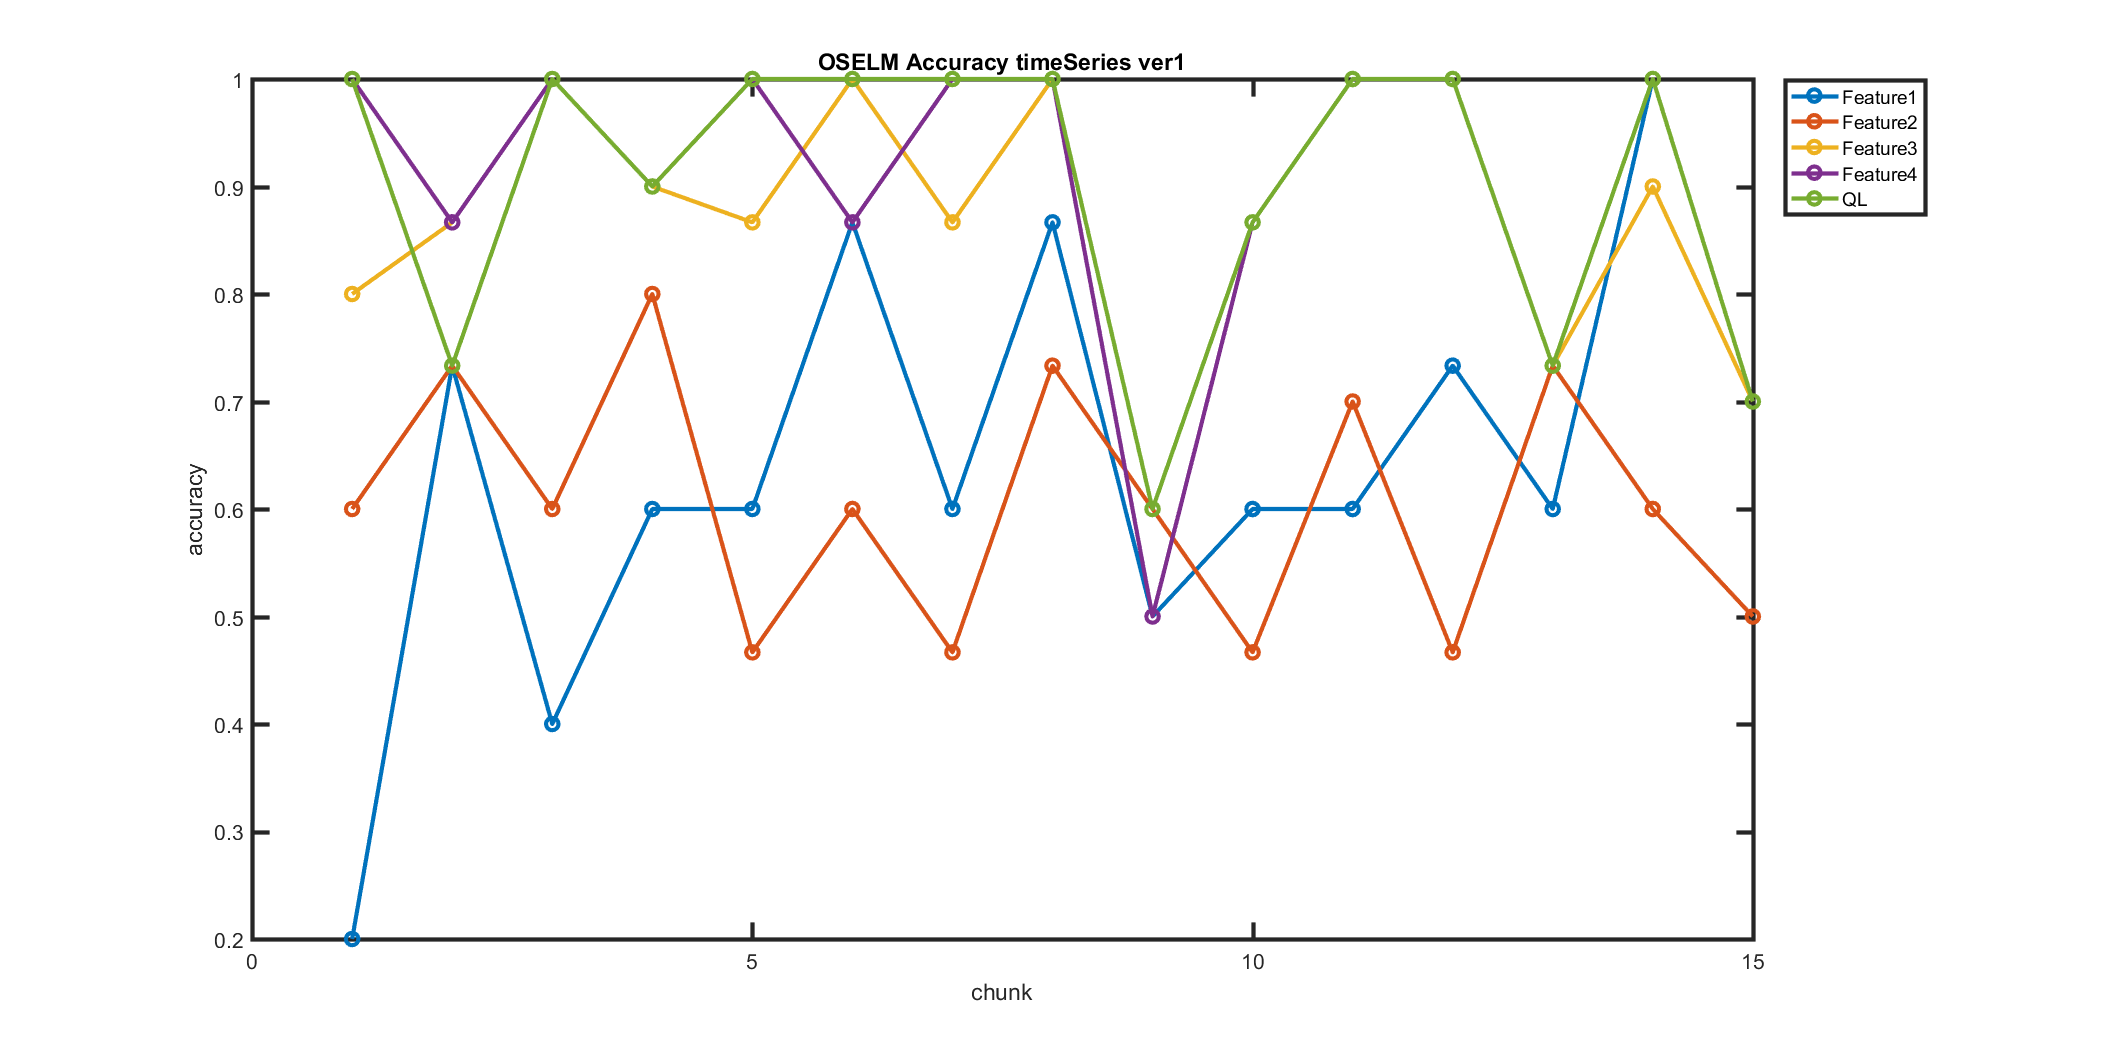 OSELM Accuracy timeSeries ver1
1
0.9
0.8
0.7
0.6
0.5
0.4
0.3
0.2
accuracy
0 5 10 15
chunk
Feature1
Feature2
Feature3
Feature4
QL